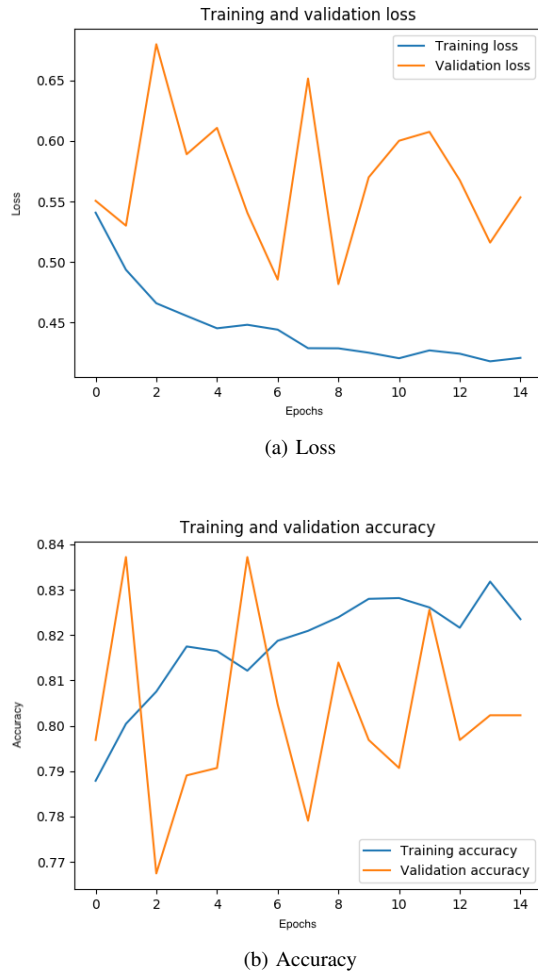 Training and validation loss
Training loss
Validation loss
0.65
0.60
0.55
0.50
0.45
Loss
0 2 4 6 8 10 12 14
Epochs
(a) Loss
Training and validation accuracy
0.84
0.83
0.82
0.81
0.80
0.79
0.78
0.77
Accuracy
Training accuracy
Validation accuracy
0 2 4 6 8 10 12 14
Epochs
(b) Accuracy